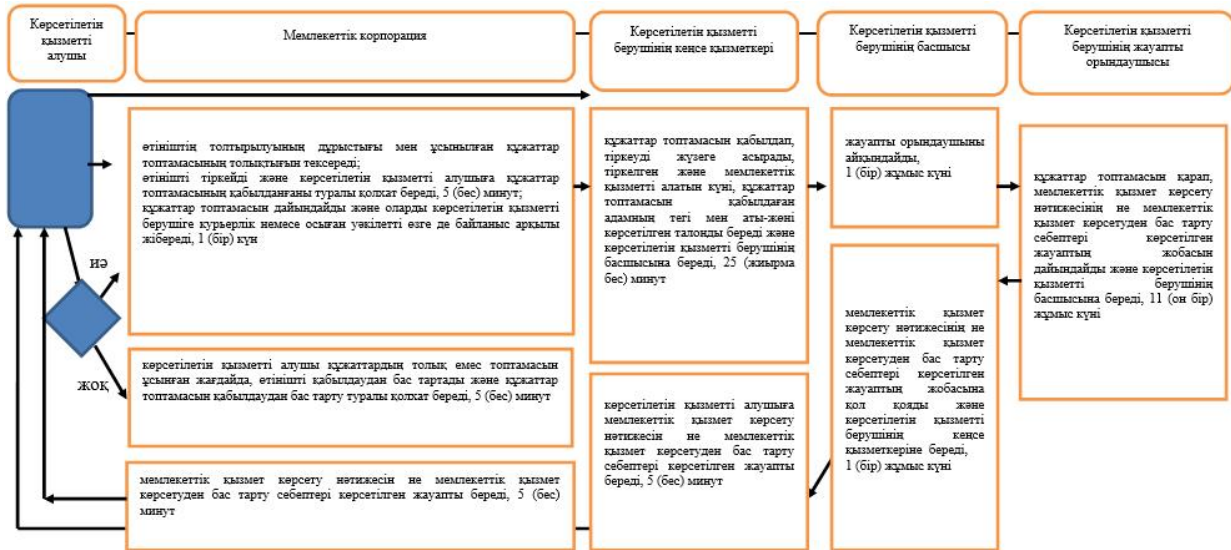 Көрсетілетін
қызметті
алушы
Мемлекеттік корпорация
Көрсетілетін қызметті
берушінің кеңсе қызметкері
Көрсетілетін қызметті
берушінің басшысы
Көрсетілетін қызметті
берушінің жауапты
орындаушысы
өтініштің толтырылуының дұрыстығы мен ұсынылған құжаттар
топтамасының толықтығын тексереді;
өтінішті тіркейді және көрсетілетін қызметті алушыға құжаттар
топтамасының қабылданғаны туралы қолхат береді, 5 (бес) минут;
құжаттар топтамасын дайындайды және оларды көрсетілетін қызметті
берушіге курьерлік немесе осыған уәкілетті өзге де байланыс арқылы
жібереді, 1 (бір) күн
құжаттар топтамасын қабылдап,
тіркеуді жүзеге асырады,
тіркелген және мемлекеттік
қызметті алатын күні, құжаттар
топтамасын қабылдаған
адамның тегі мен аты-жөні
көрсетілген талонды береді және
көрсетілетін қызметті берушінің
басшысына береді, 25 (жиырма
бес) минут
жауапты орындаушыны
айқындайды,
1 (бір) жұмыс күні
құжаттар топтамасын қарап,
мемлекеттік қызмет көрсету
нәтижесінің не мемлекеттік
қызмет көрсетуден бас тарту
себептері көрсетілген
жауаптың жобасын
дайындайды және көрсетілетін
қызметті берушінің
басшысына береді, 11 (он бір)
жұмыс күні
иә
жоқ
көрсетілетін қызметті алушы құжаттардың толық емес топтамасын
ұсынған жағдайда, өтінішті қабылдаудан бас тартады және құжаттар
топтамасын қабылдаудан бас тарту туралы қолхат береді, 5 (бес) минут
мемлекеттік қызмет
көрсету нәтижесінің не
мемлекеттік қызмет
көрсетуден бас тарту
себептері көрсетілген
жауаптың жобасына
қол қояды және
көрсетілетін қызметті
берушінің кеңсе
қызметкеріне береді,
1 (бір) жұмыс күні
көрсетілетін қызметті алушыға
мемлекеттік қызмет көрсету
нәтижесін не мемлекеттік
қызмет көрсетуден бас тарту
себептері көрсетілген жауапты
береді, 5 (бес) минут
мемлекеттік қызмет көрсету нәтижесін не мемлекеттік қызмет
көрсетуден бас тарту себептері көрсетілген жауапты береді, 5 (бес)
минут